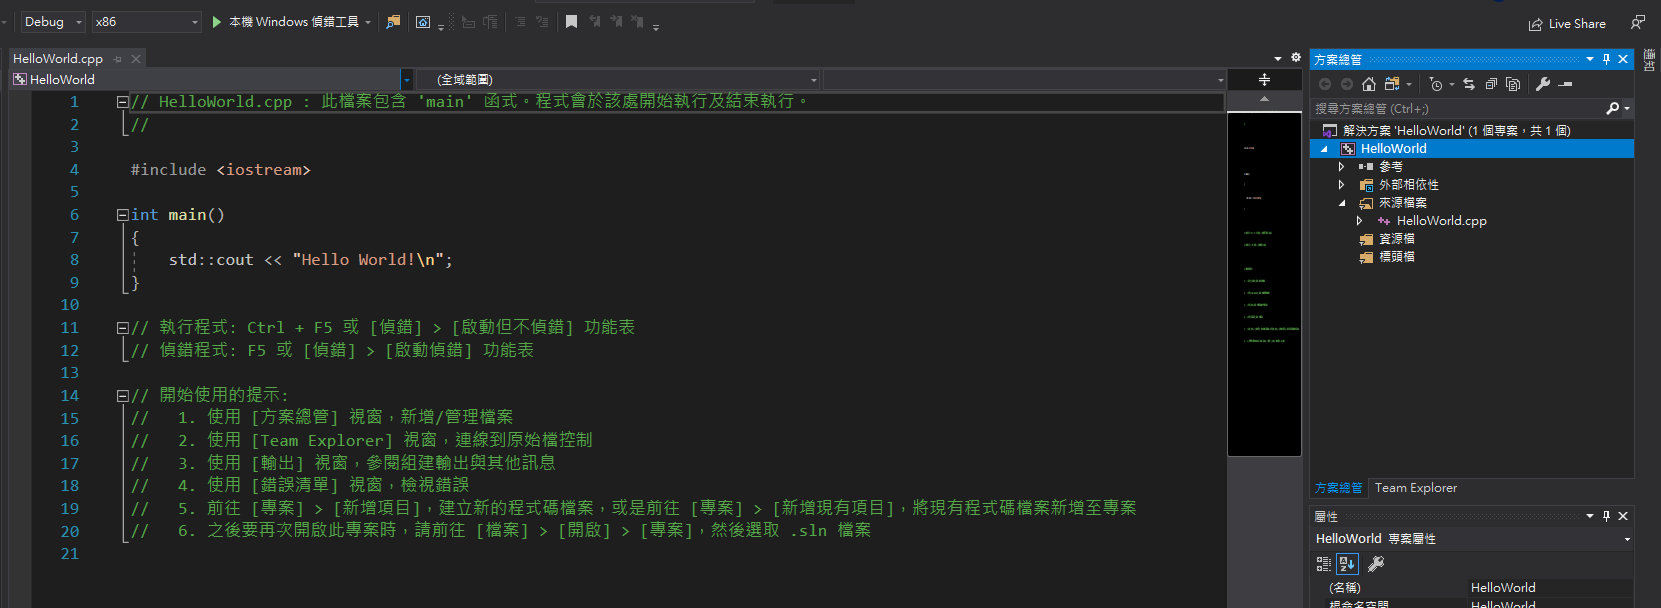 Debug x86 本機 Windows 偵錯工具 Live Share
HelloWorld.cpp
HelloWorld (全域範圍)
1 // HelloWorld.cpp : 此檔案包含 'main' 函式。程式會於該處開始執行及結束執行。
2 //
3
4 #include <iostream>
5
6 int main()
7 {
8 std::cout << "Hello World!\n";
9 }
10
11 // 執行程式: Ctrl + F5 或 [偵錯] > [啟動但不偵錯] 功能表
12 // 偵錯程式: F5 或 [偵錯] > [啟動偵錯] 功能表
13
14 // 開始使用的提示:
15 //   1. 使用 [方案總管] 視窗，新增/管理檔案
16 //   2. 使用 [Team Explorer] 視窗，連線到原始檔控制
17 //   3. 使用 [輸出] 視窗，參閱組建輸出與其他訊息
18 //   4. 使用 [錯誤清單] 視窗，檢視錯誤
19 //   5. 前往 [專案] > [新增項目]，建立新的程式碼檔案，或是前往 [專案] > [新增現有項目]，將現有程式碼檔案新增至專案
20 //   6. 之後要再次開啟此專案時，請前往 [檔案] > [開啟] > [專案]，然後選取 .sln 檔案
21
方案總管
搜尋方案總管 (Ctrl+;)
解決方案 'HelloWorld' (1 個專案，共 1 個)
HelloWorld
參考
外部相依性
來源檔案
HelloWorld.cpp
資源檔
標頭檔
方案總管 Team Explorer
屬性
HelloWorld 專案屬性
(名稱) HelloWorld
根命名空間 HelloWorld
通知